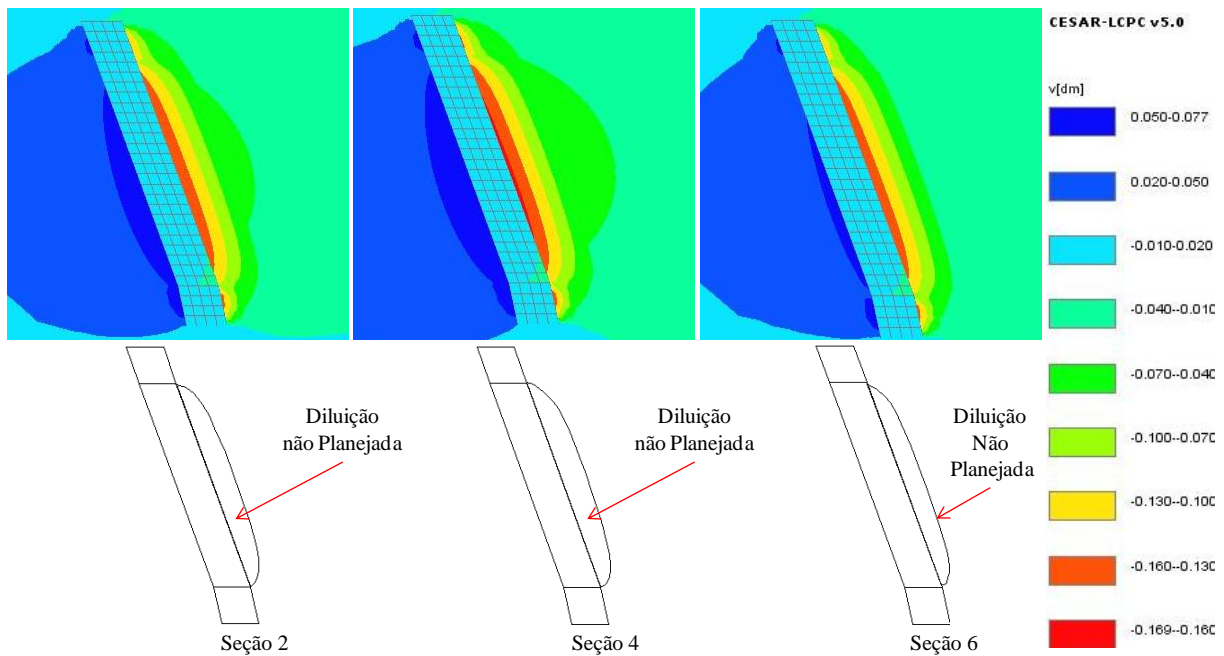 CESAR-LCPC v5.0
v[dm]
0.050-0.077
0.020-0.050
-0.010-0.020
-0.040--0.010
-0.070--0.040
-0.100--0.070
-0.130--0.100
-0.160--0.130
-0.169--0.160
Diluição
não Planejada
Seção 2
Diluição
não Planejada
Seção 4
Diluição
Não
Planejada
Seção 6